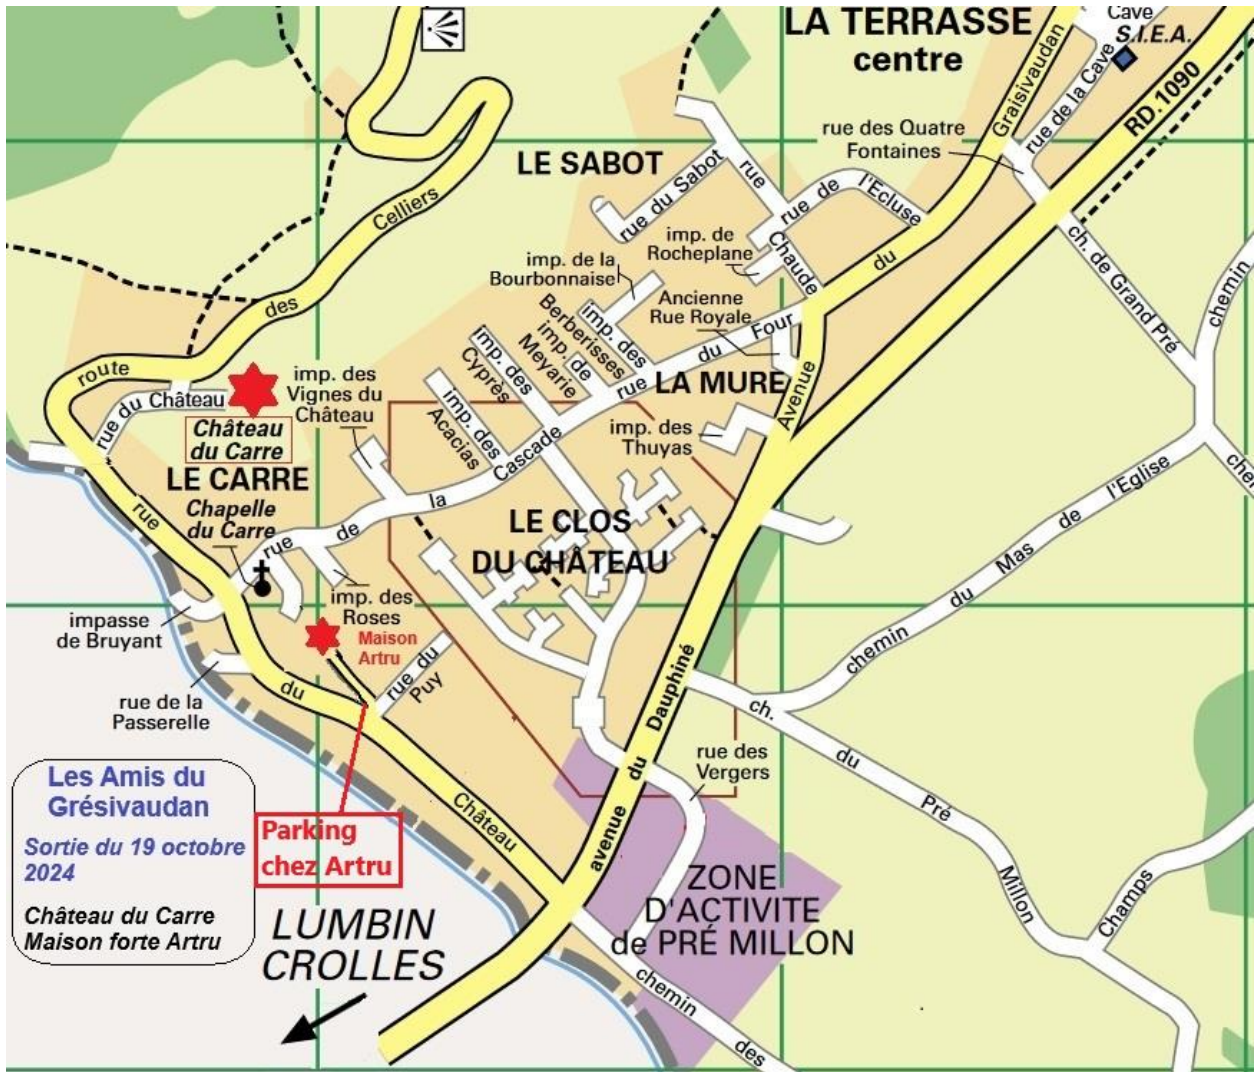 LA TERRASSE
centre
Cave
S.I.E.A.
rue de la Cave
Graisivaudan
RD.1090
rue des Quatre
Fontaines
LE SABOT
rue du Sabot
rue
Chaude
rue de
l'Ecluse
du
imp. de
Rocheplane
imp. de la
Bourbonnaise
Ancienne
Rue Royale
ch. de Grand Pré
chemin
Celliers
des
route
imp. des
Berberisses
imp. de
Meyarie
imp. des
Cyprès
imp. des
Acacias
rue
du
Four
LA MURE
Avenue
imp. des
Thuyas
rue du Château
Château
du Carre
imp. des
Vignes du
Château
LE CARRE
Chapelle
du Carre
rue
rue
de
la
Cascade
LE CLOS
DU CHÂTEAU
l'Eglise
de
Mas
du
chemin
impasse
de Bruyant
imp. des
Roses
Maison
Artru
rue du
Puy
rue de la
Passerelle
du
Château
Dauphiné
du
avenue
ch.
du
Pré
Millon
Champs
rue des
Vergers
Les Amis du
Grésivaudan
Sortie du 19 octobre
2024
Château du Carre
Maison forte Artru
Parking
chez Artru
LUMBIN
CROLLES
ZONE
D'ACTIVITE
de PRÉ MILLON
chemin
des